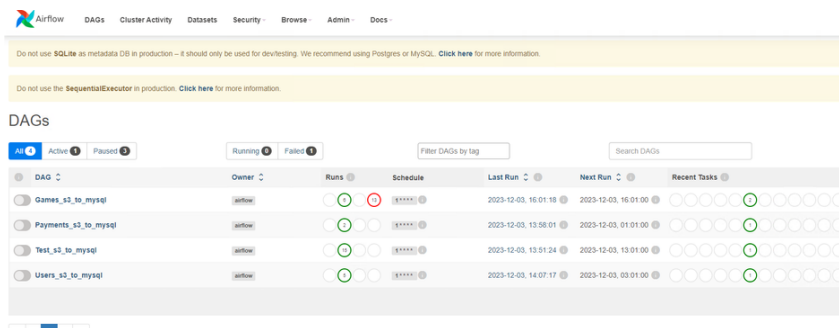 Airflow DAGs Cluster Activity Datasets Security Browse Admin Docs
Do not use SQLite as metadata DB in production – it should only be used for dev/testing. We recommend using Postgres or MySQL. Click here for more information.
Do not use the SequentialExecutor in production. Click here for more information.
DAGs
All 4 Active 1 Paused 3 Running 0 Failed 1 Filter DAGs by tag Search DAGs
DAG Owner Runs Schedule Last Run Next Run Recent Tasks
Games_s3_to_mysql airflow 6 13 1**** 2023-12-03, 16:01:18 2023-12-03, 16:01:00 2
Payments_s3_to_mysql airflow 2 1**** 2023-12-03, 13:58:01 2023-12-03, 01:01:00 1
Test_s3_to_mysql airflow 1**** 2023-12-03, 13:51:24 2023-12-03, 13:01:00 1
Users_s3_to_mysql airflow 5 1**** 2023-12-03, 14:07:17 2023-12-03, 03:01:00 1